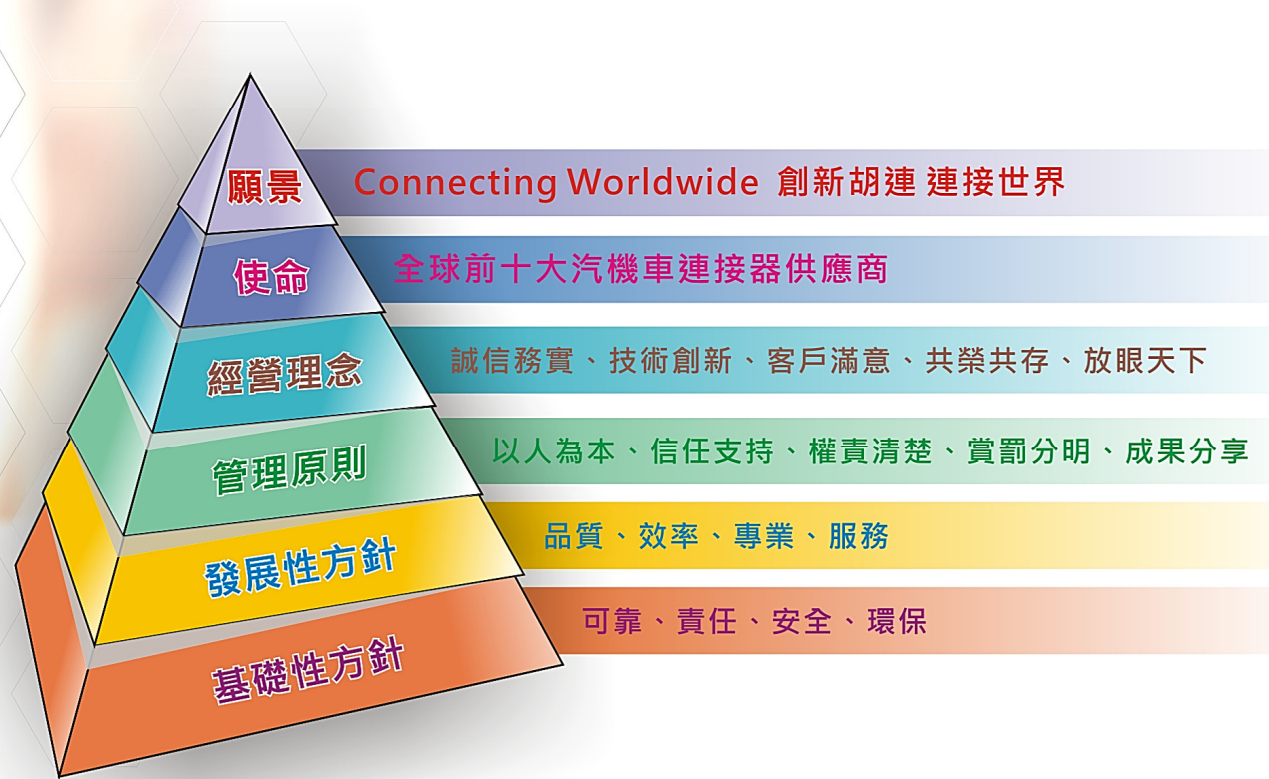 願景 Connecting Worldwide 創新胡連 連接世界
使命 全球前十大汽機車連接器供應商
經營理念 誠信務實、技術創新、客戶滿意、共榮共存、放眼天下
管理原則 以人為本、信任支持、權責清楚、賞罰分明、成果分享
發展性方針 品質、效率、專業、服務
基礎性方針 可靠、責任、安全、環保